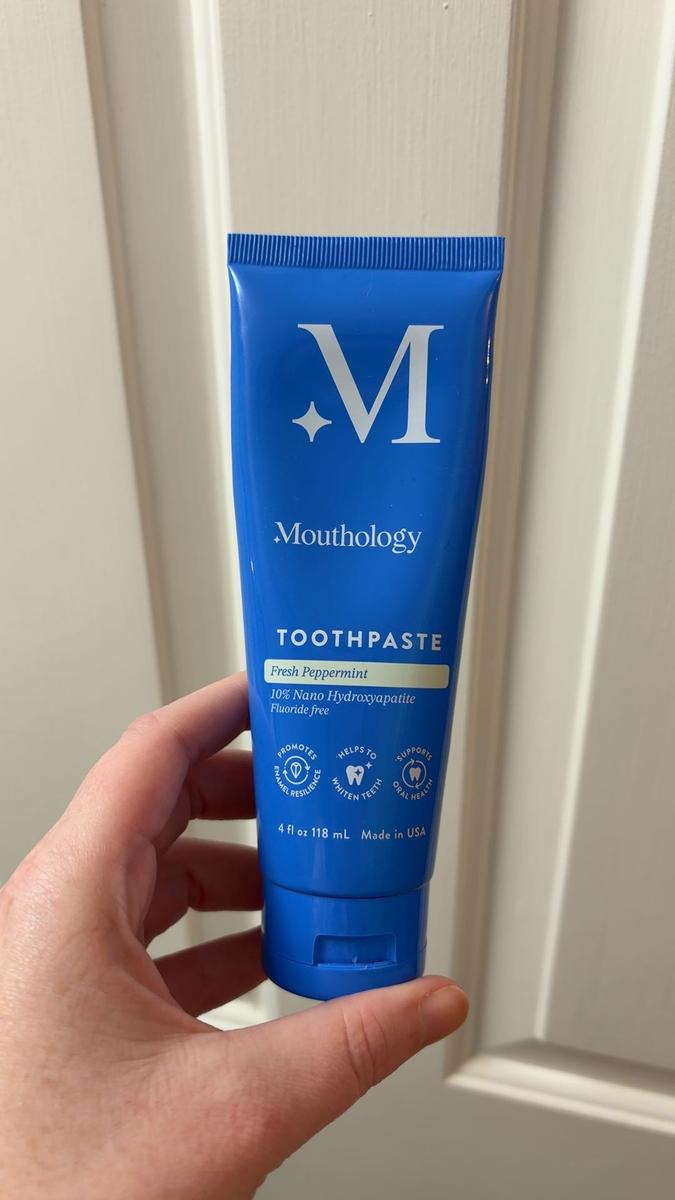 M
Mouthology
TOOTHPASTE
Fresh Peppermint
10% Nano Hydroxyapatite
Fluoride free
PROMOTES ENAMEL RESILIENCE
HELPS TO WHITEN TEETH
SUPPORTS ORAL HEALTH
4 fl oz 118 mL Made in USA